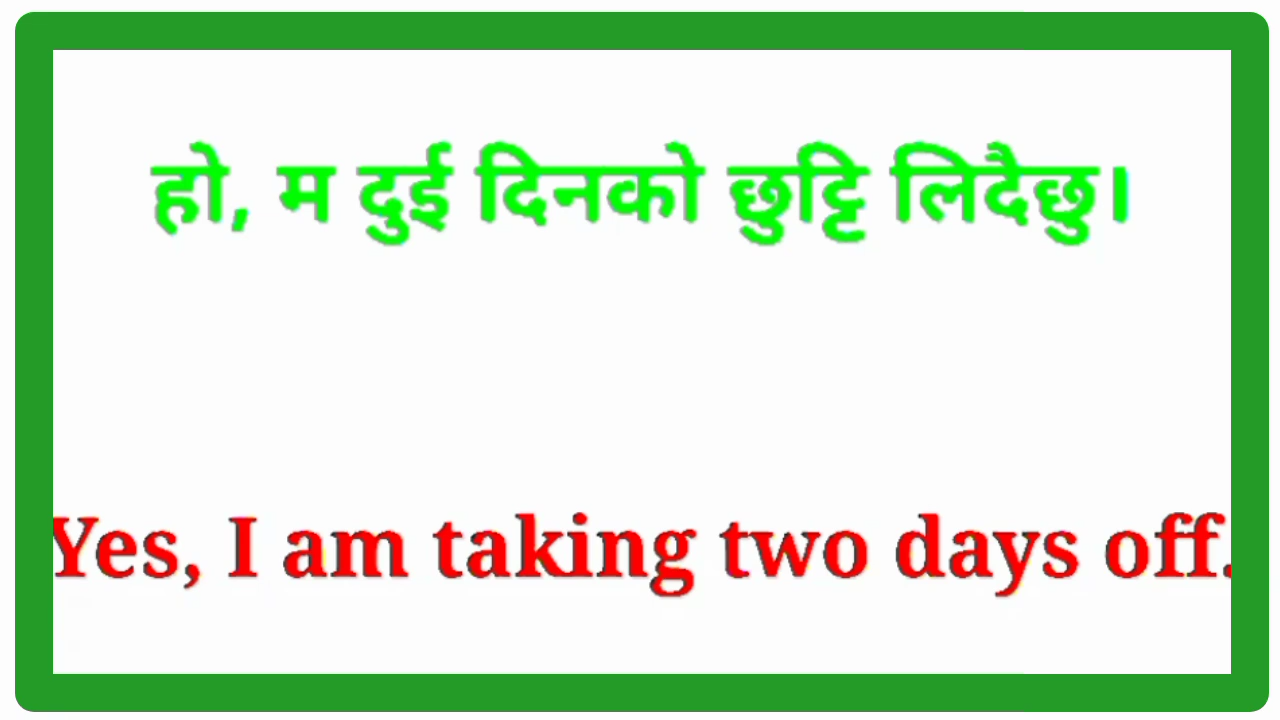 हो, म दुई दिनको छुट्टि लिदैछु।
Yes, I am taking two days off.